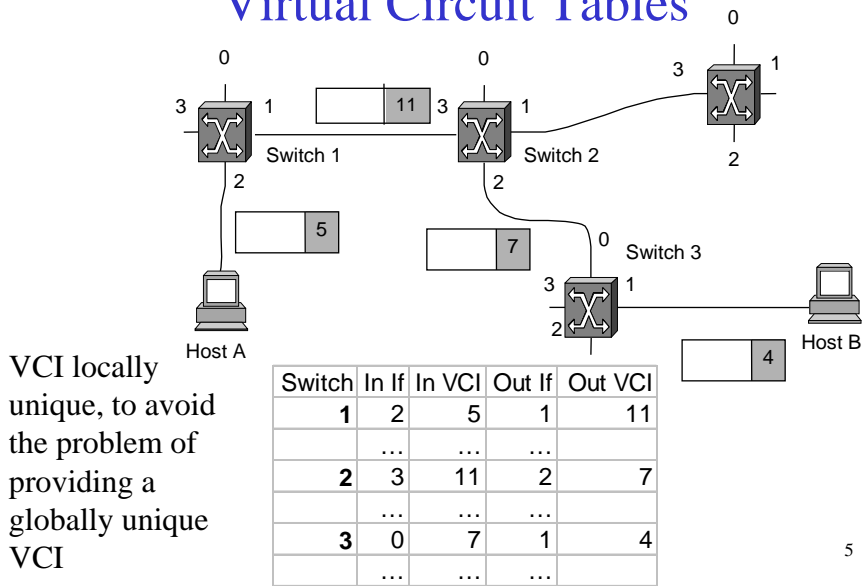 Virtual Circuit Tables
0
0
0
3
1
11
3
1
3
1
Switch 1
Switch 2
2
2
2
5
7
0
Switch 3
3
1
2
Host A
4
Host B
VCI locally
unique, to avoid
the problem of
providing a
globally unique
VCI
Switch In If In VCI Out If Out VCI
1 2 5 1 11
… … …
2 3 11 2 7
… … …
3 0 7 1 4
… … …
5